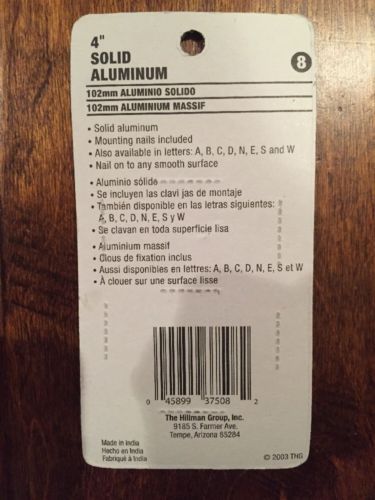 4"
SOLID
ALUMINUM
8
102mm ALUMINIO SOLIDO
102mm ALUMINIUM MASSIF
• Solid aluminum
• Mounting nails included
• Also available in letters: A, B, C, D, N, E, S and W
• Nail on to any smooth surface
• Aluminio sólido
• Se incluyen las clavi jas de montaje
• También disponible en las letras siguientes:
A, B, C, D, N, E, S y W
• Se clavan en toda superficie lisa
• Aluminium massif
• Clous de fixation inclus
• Aussi disponibles en lettres: A, B, C, D, N, E, S et W
• À clouer sur une surface lisse
0 45899 37508 2
The Hillman Group, Inc.
9185 S. Farmer Ave.
Tempe, Arizona 85284
Made in India
Hecho en India
Fabriqué à India
© 2003 THG